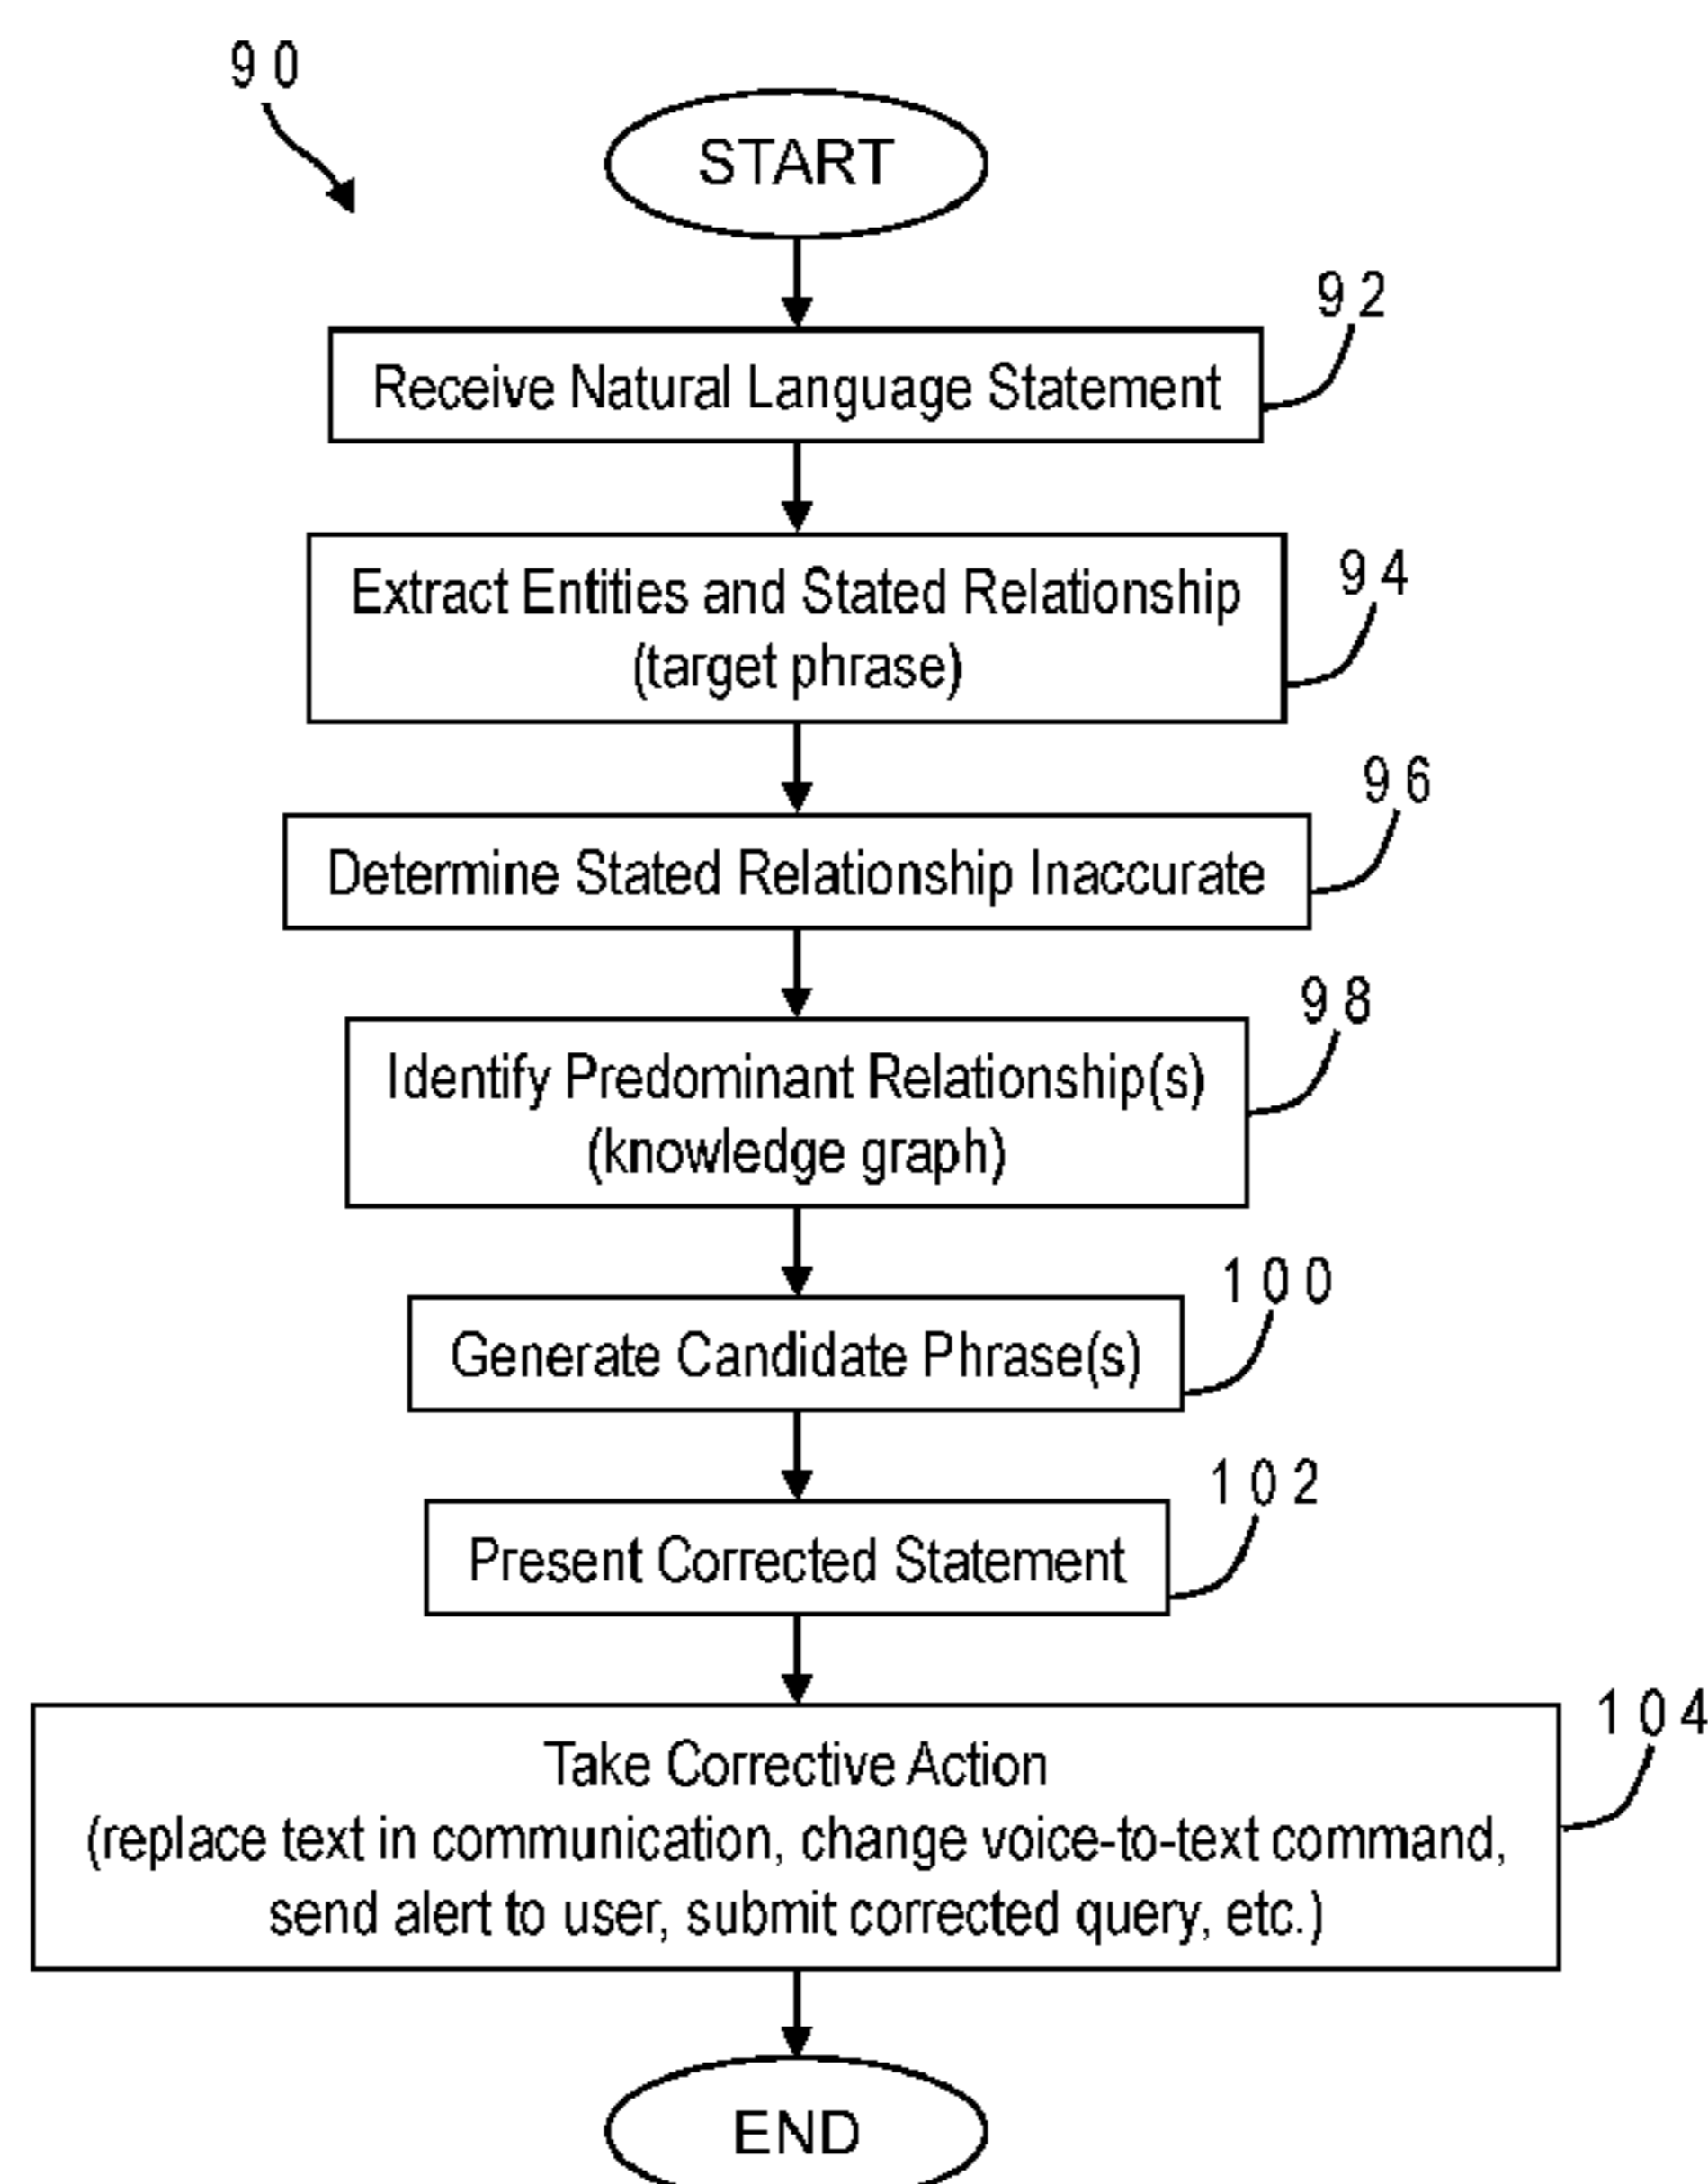 90
START
92
Receive Natural Language Statement
94
Extract Entities and Stated Relationship
(target phrase)
96
Determine Stated Relationship Inaccurate
98
Identify Predominant Relationship(s)
(knowledge graph)
100
Generate Candidate Phrase(s)
102
Present Corrected Statement
104
Take Corrective Action
(replace text in communication, change voice-to-text command,
send alert to user, submit corrected query, etc.)
END